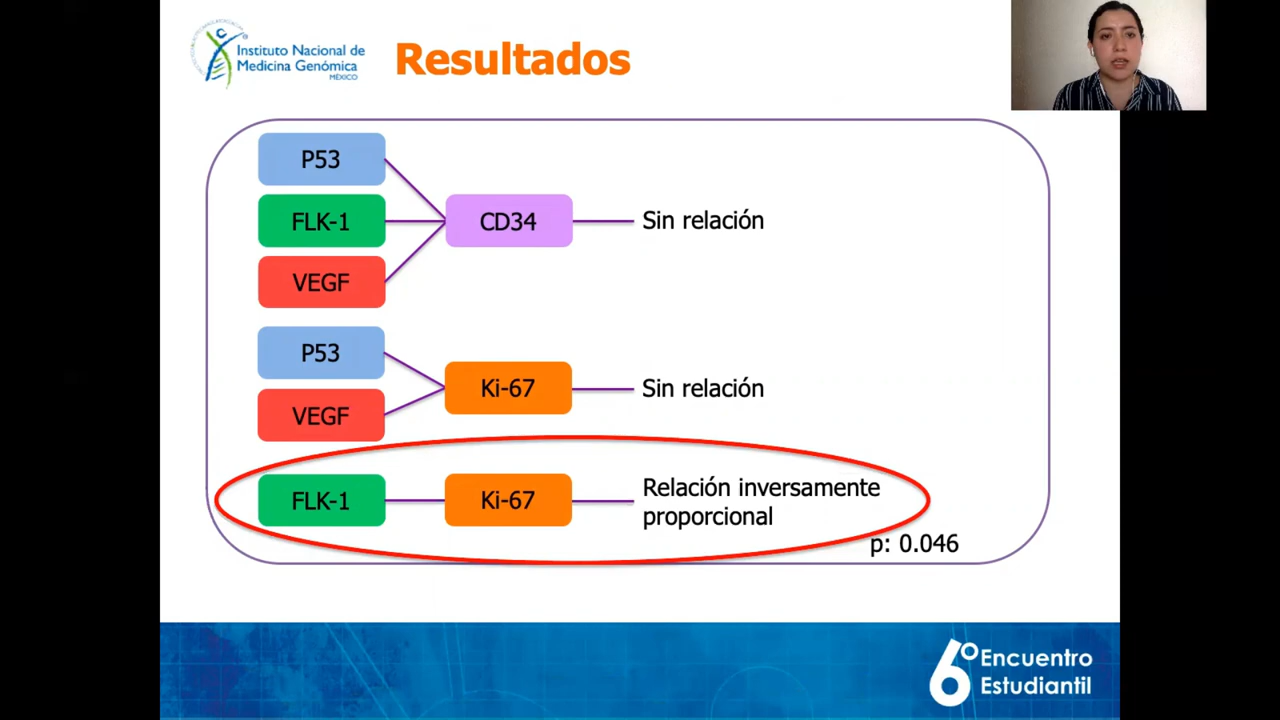 Instituto Nacional de
Medicina Genómica
MÉXICO
Resultados
P53
FLK-1
VEGF
CD34
Sin relación
P53
VEGF
Ki-67
Sin relación
FLK-1
Ki-67
Relación inversamente
proporcional
p: 0.046
6º Encuentro
Estudiantil